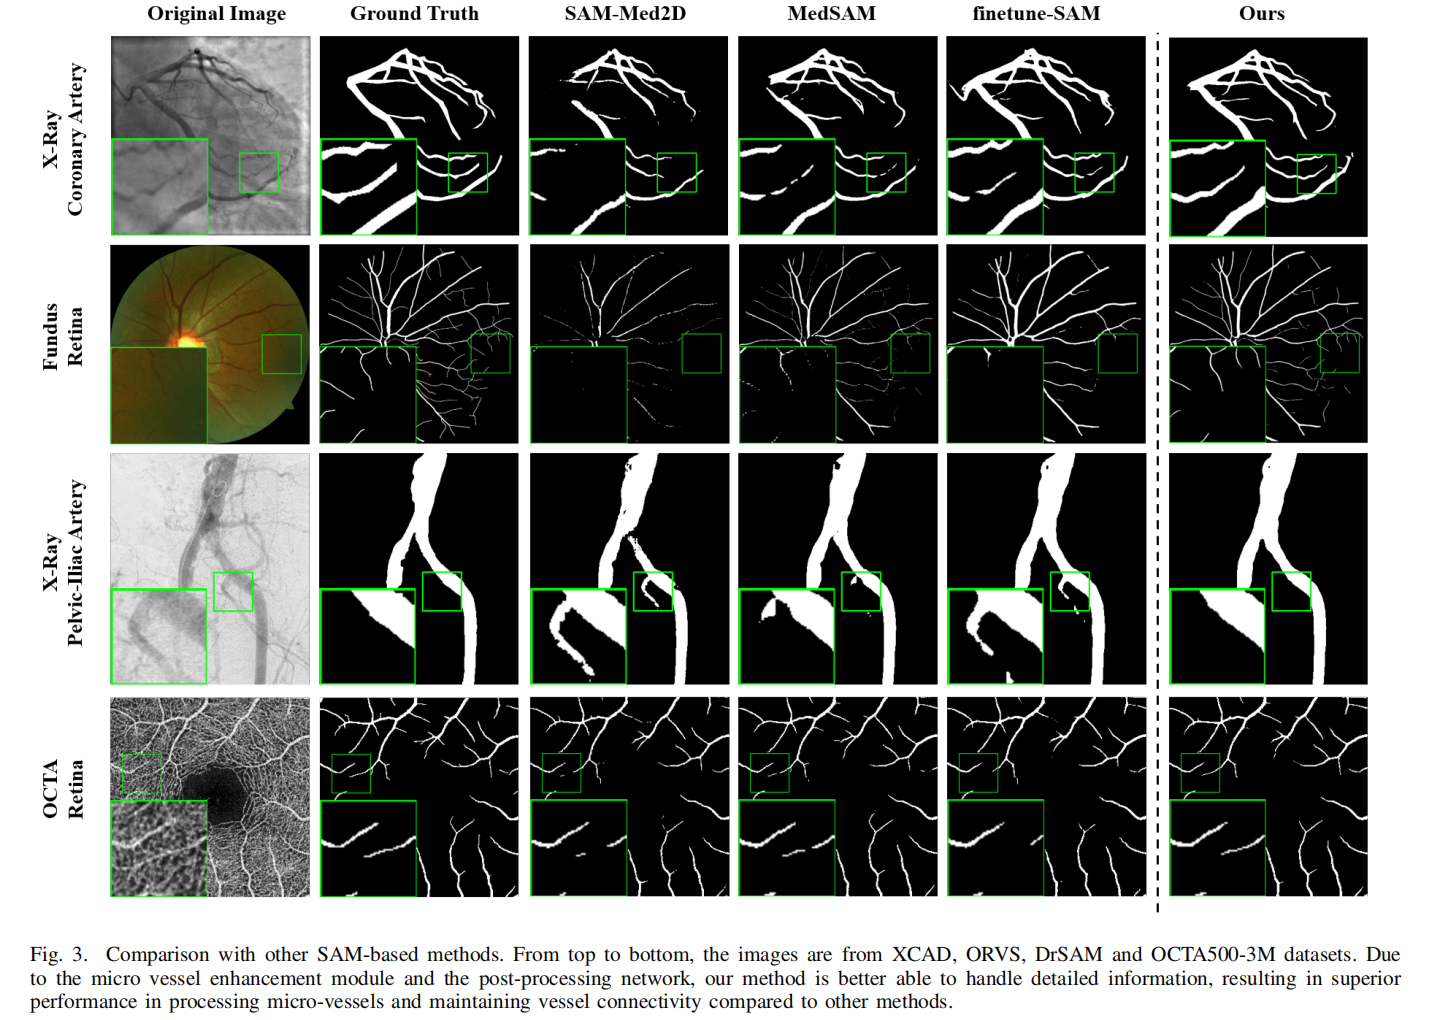 Original Image Ground Truth SAM-Med2D MedSAM finetune-SAM Ours
X-Ray
Coronary Artery
Fundus
Retina
X-Ray
Pelvic-Iliac Artery
OCTA
Retina
Fig. 3. Comparison with other SAM-based methods. From top to bottom, the images are from XCAD, ORVS, DrSAM and OCTA500-3M datasets. Due
to the micro vessel enhancement module and the post-processing network, our method is better able to handle detailed information, resulting in superior
performance in processing micro-vessels and maintaining vessel connectivity compared to other methods.